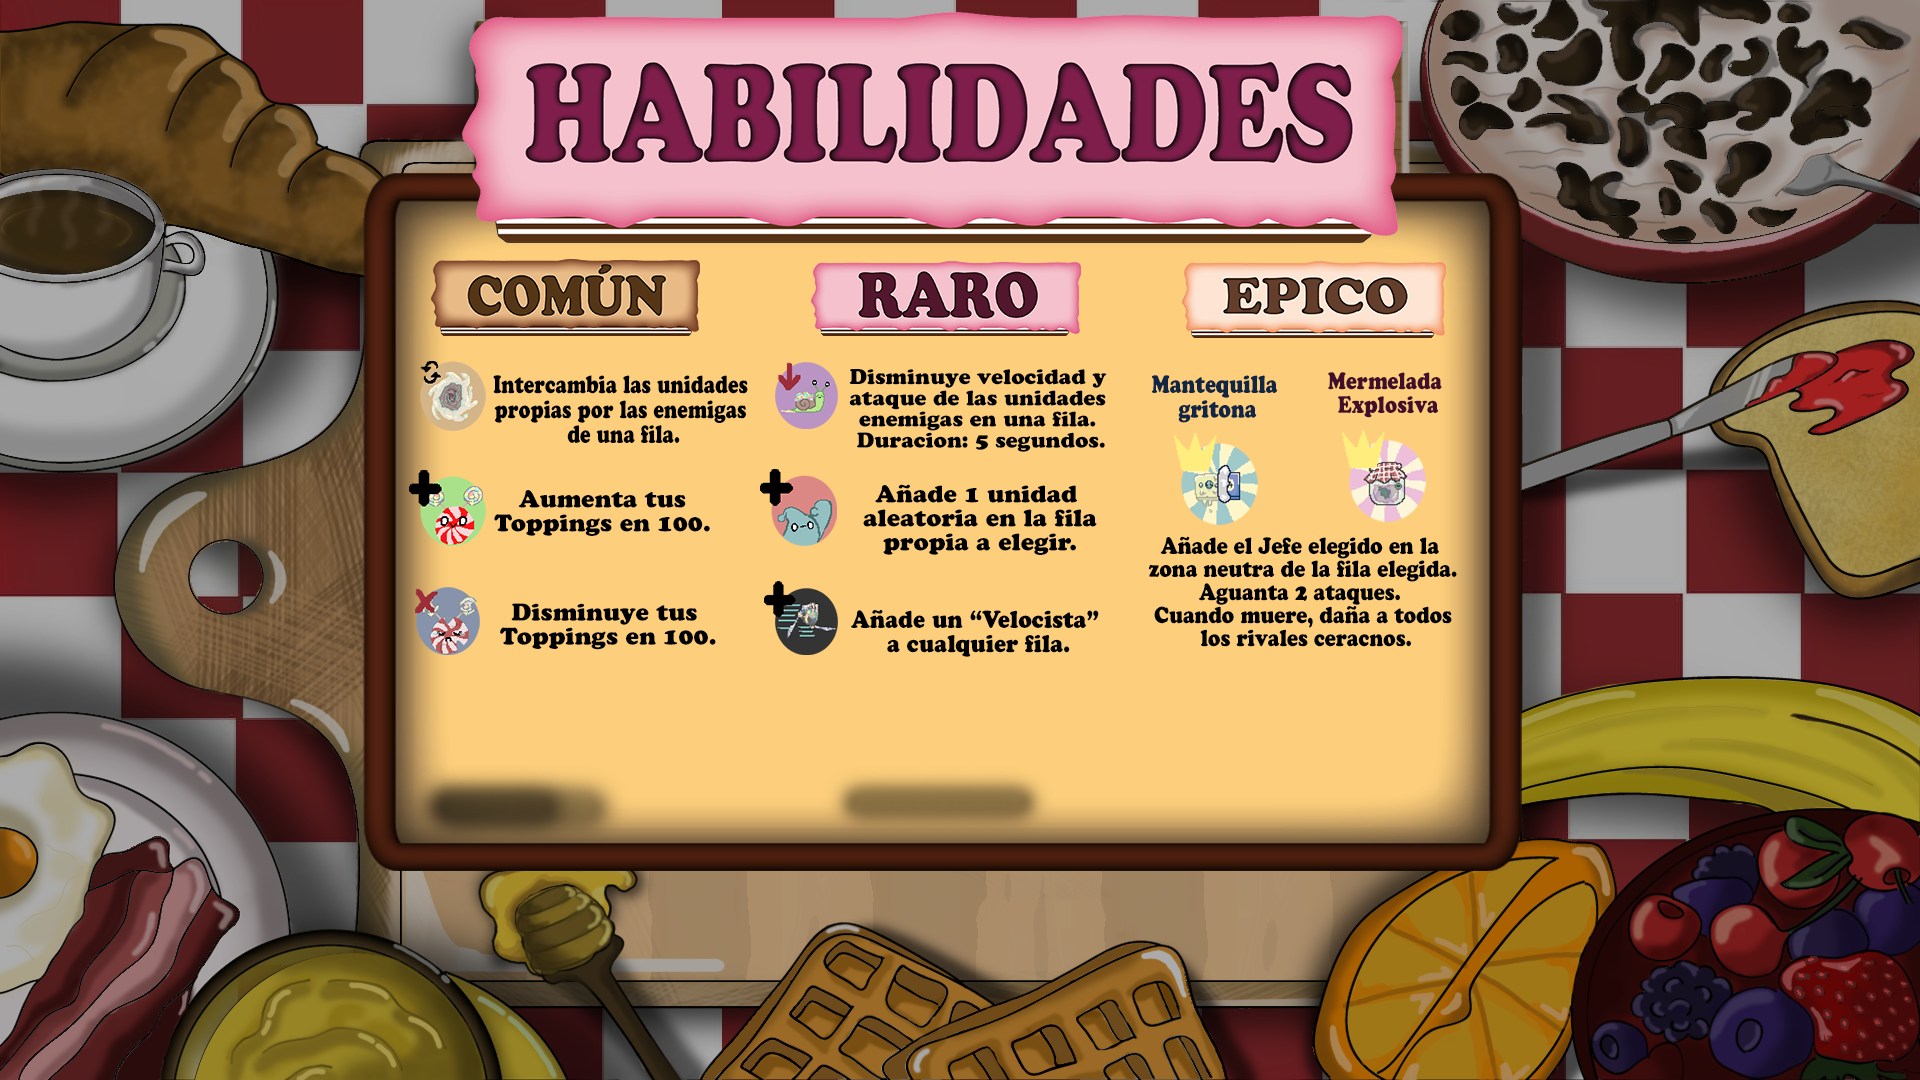 HABILIDADES
COMÚN
Intercambia las unidades
propias por las enemigas
de una fila.
Aumenta tus
Toppings en 100.
Disminuye tus
Toppings en 100.
RARO
Disminuye velocidad y
ataque de las unidades
enemigas en una fila.
Duracion: 5 segundos.
Añade 1 unidad
aleatoria en la fila
propia a elegir.
Añade un “Velocista”
a cualquier fila.
EPICO
Mantequilla
gritona
Mermelada
Explosiva
Añade el Jefe elegido en la
zona neutra de la fila elegida.
Aguanta 2 ataques.
Cuando muere, daña a todos
los rivales ceracnos.